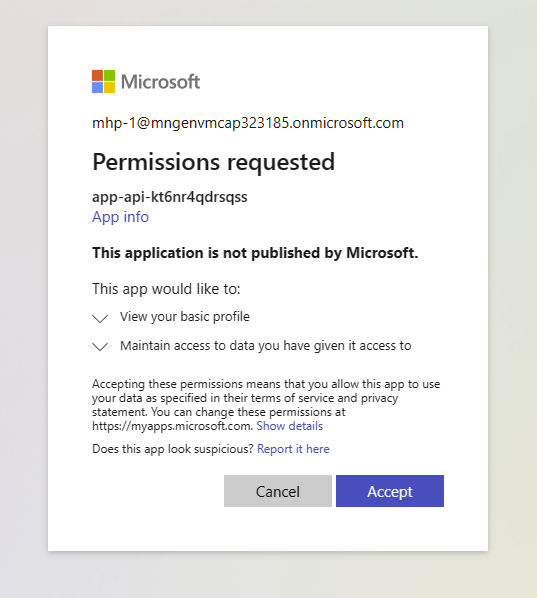 Microsoft
mhp-1@mngenvmcap323185.onmicrosoft.com
Permissions requested
app-api-kt6nr4qdrsqss
App info
This application is not published by Microsoft.
This app would like to:
View your basic profile
Maintain access to data you have given it access to
Accepting these permissions means that you allow this app to use
your data as specified in their terms of service and privacy
statement. You can change these permissions at
https://myapps.microsoft.com. Show details
Does this app look suspicious? Report it here
Cancel Accept